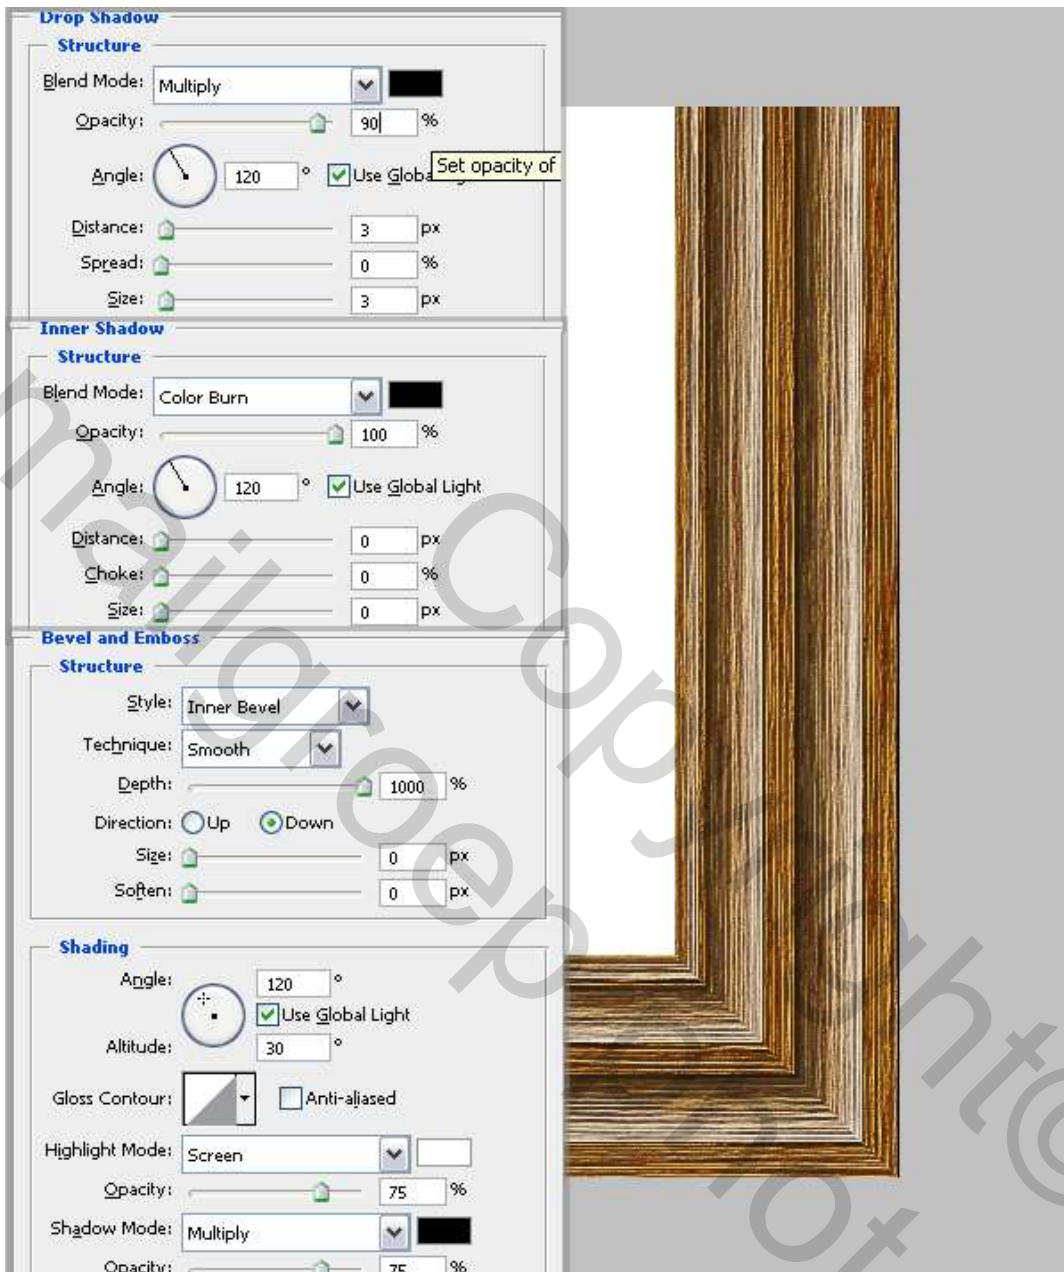 Drop Shadow
Structure
Blend Mode: Multiply
Opacity: 90 %
Angle: 120 ° Use Globa
Set opacity of
Distance: 3 px
Spread: 0 %
Size: 3 px
Inner Shadow
Structure
Blend Mode: Color Burn
Opacity: 100 %
Angle: 120 ° Use Global Light
Distance: 0 px
Choke: 0 %
Size: 0 px
Bevel and Emboss
Structure
Style: Inner Bevel
Technique: Smooth
Depth: 1000 %
Direction: Up Down
Size: 0 px
Soften: 0 px
Shading
Angle: 120 °
Use Global Light
Altitude: 30 °
Gloss Contour: Anti-aliased
Highlight Mode: Screen
Opacity: 75 %
Shadow Mode: Multiply
Opacity: 75 %
Copyright©
not